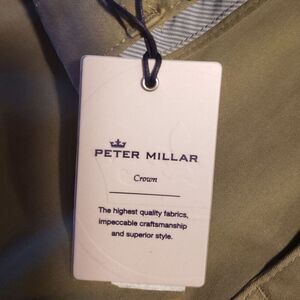 PETER MILLAR
Crown
The highest quality fabrics,
impeccable craftsmanship
and superior style.